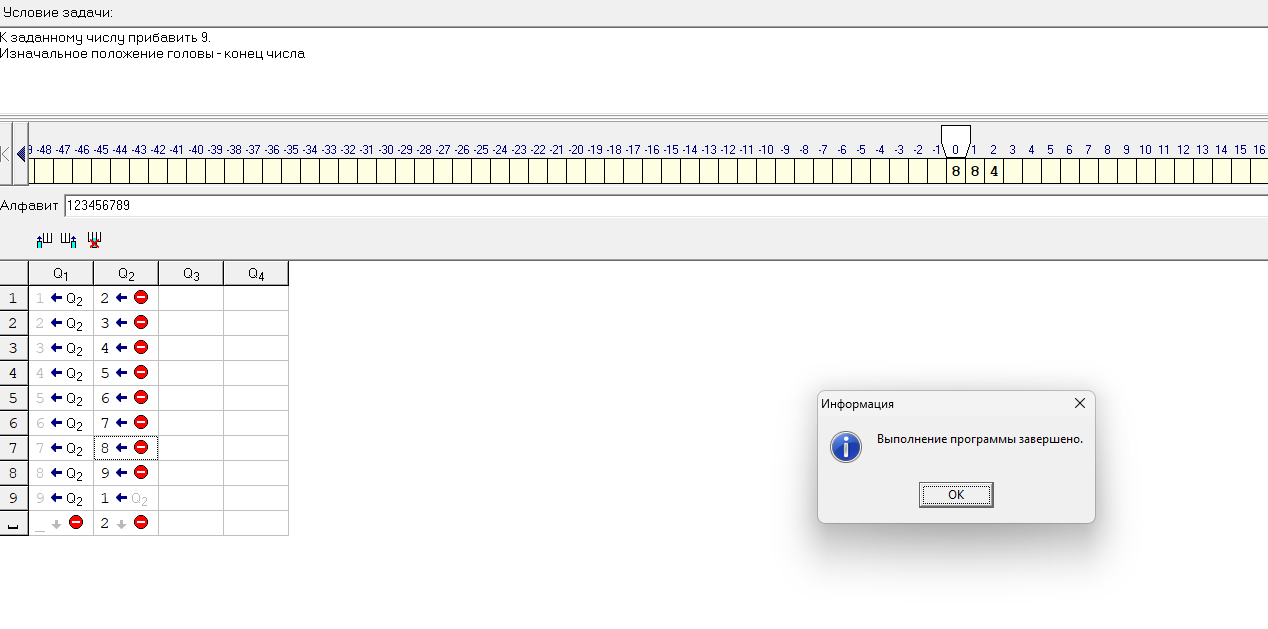 Условие задачи:
К заданному числу прибавить 9.
Изначальное положение головы - конец числа
9 -48 -47 -46 -45 -44 -43 -42 -41 -40 -39 -38 -37 -36 -35 -34 -33 -32 -31 -30 -29 -28 -27 -26 -25 -24 -23 -22 -21 -20 -19 -18 -17 -16 -15 -14 -13 -12 -11 -10 -9 -8 -7 -6 -5 -4 -3 -2 -1 0 1 2 3 4 5 6 7 8 9 10 11 12 13 14 15 16
8 8 4
Алфавит 123456789
Q1 Q2 Q3 Q4
1 1 ← Q2 2 ←
2 2 ← Q2 3 ←
3 3 ← Q2 4 ←
4 4 ← Q2 5 ←
5 5 ← Q2 6 ←
6 6 ← Q2 7 ←
7 7 ← Q2 8 ←
8 8 ← Q2 9 ←
9 9 ← Q2 1 ← Q2
_ ↓ 2 ↓
Информация
Выполнение программы завершено.
OK